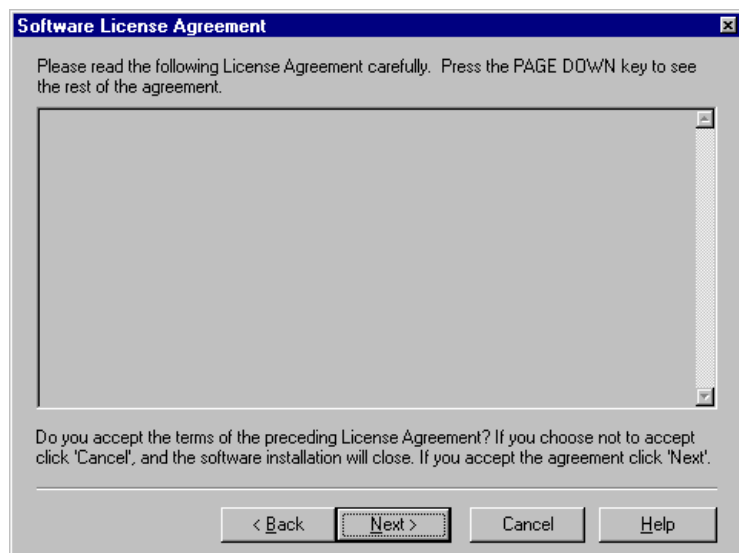 Software License Agreement
Please read the following License Agreement carefully. Press the PAGE DOWN key to see
the rest of the agreement.
Do you accept the terms of the preceding License Agreement? If you choose not to accept
click 'Cancel', and the software installation will close. If you accept the agreement click 'Next'.
< Back Next > Cancel Help